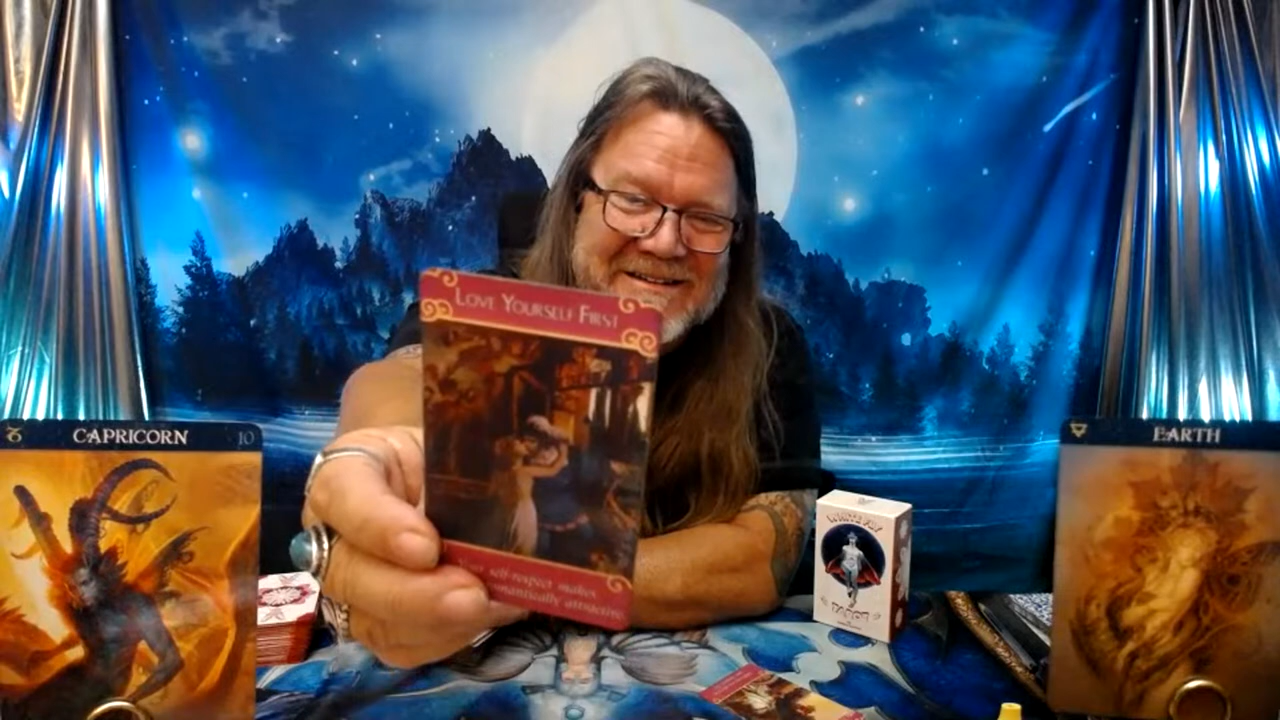 LOVE YOURSELF FIRST
CAPRICORN 10
EARTH
self-respect makes
romantically attractive
TAROT